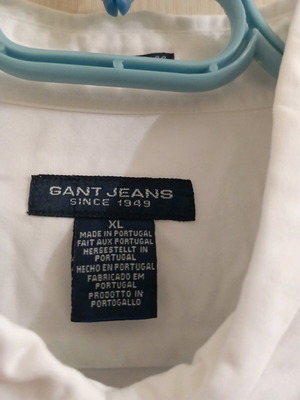 GANT JEANS
SINCE 1949
XL
MADE IN PORTUGAL
FAIT AUX PORTUGAL
HERSESTELLT IN
PORTUGAL
HECHO EN PORTUGAL
FABRICADO EM
PORTUGAL
PRODOTTO IN
PORTOGALLO